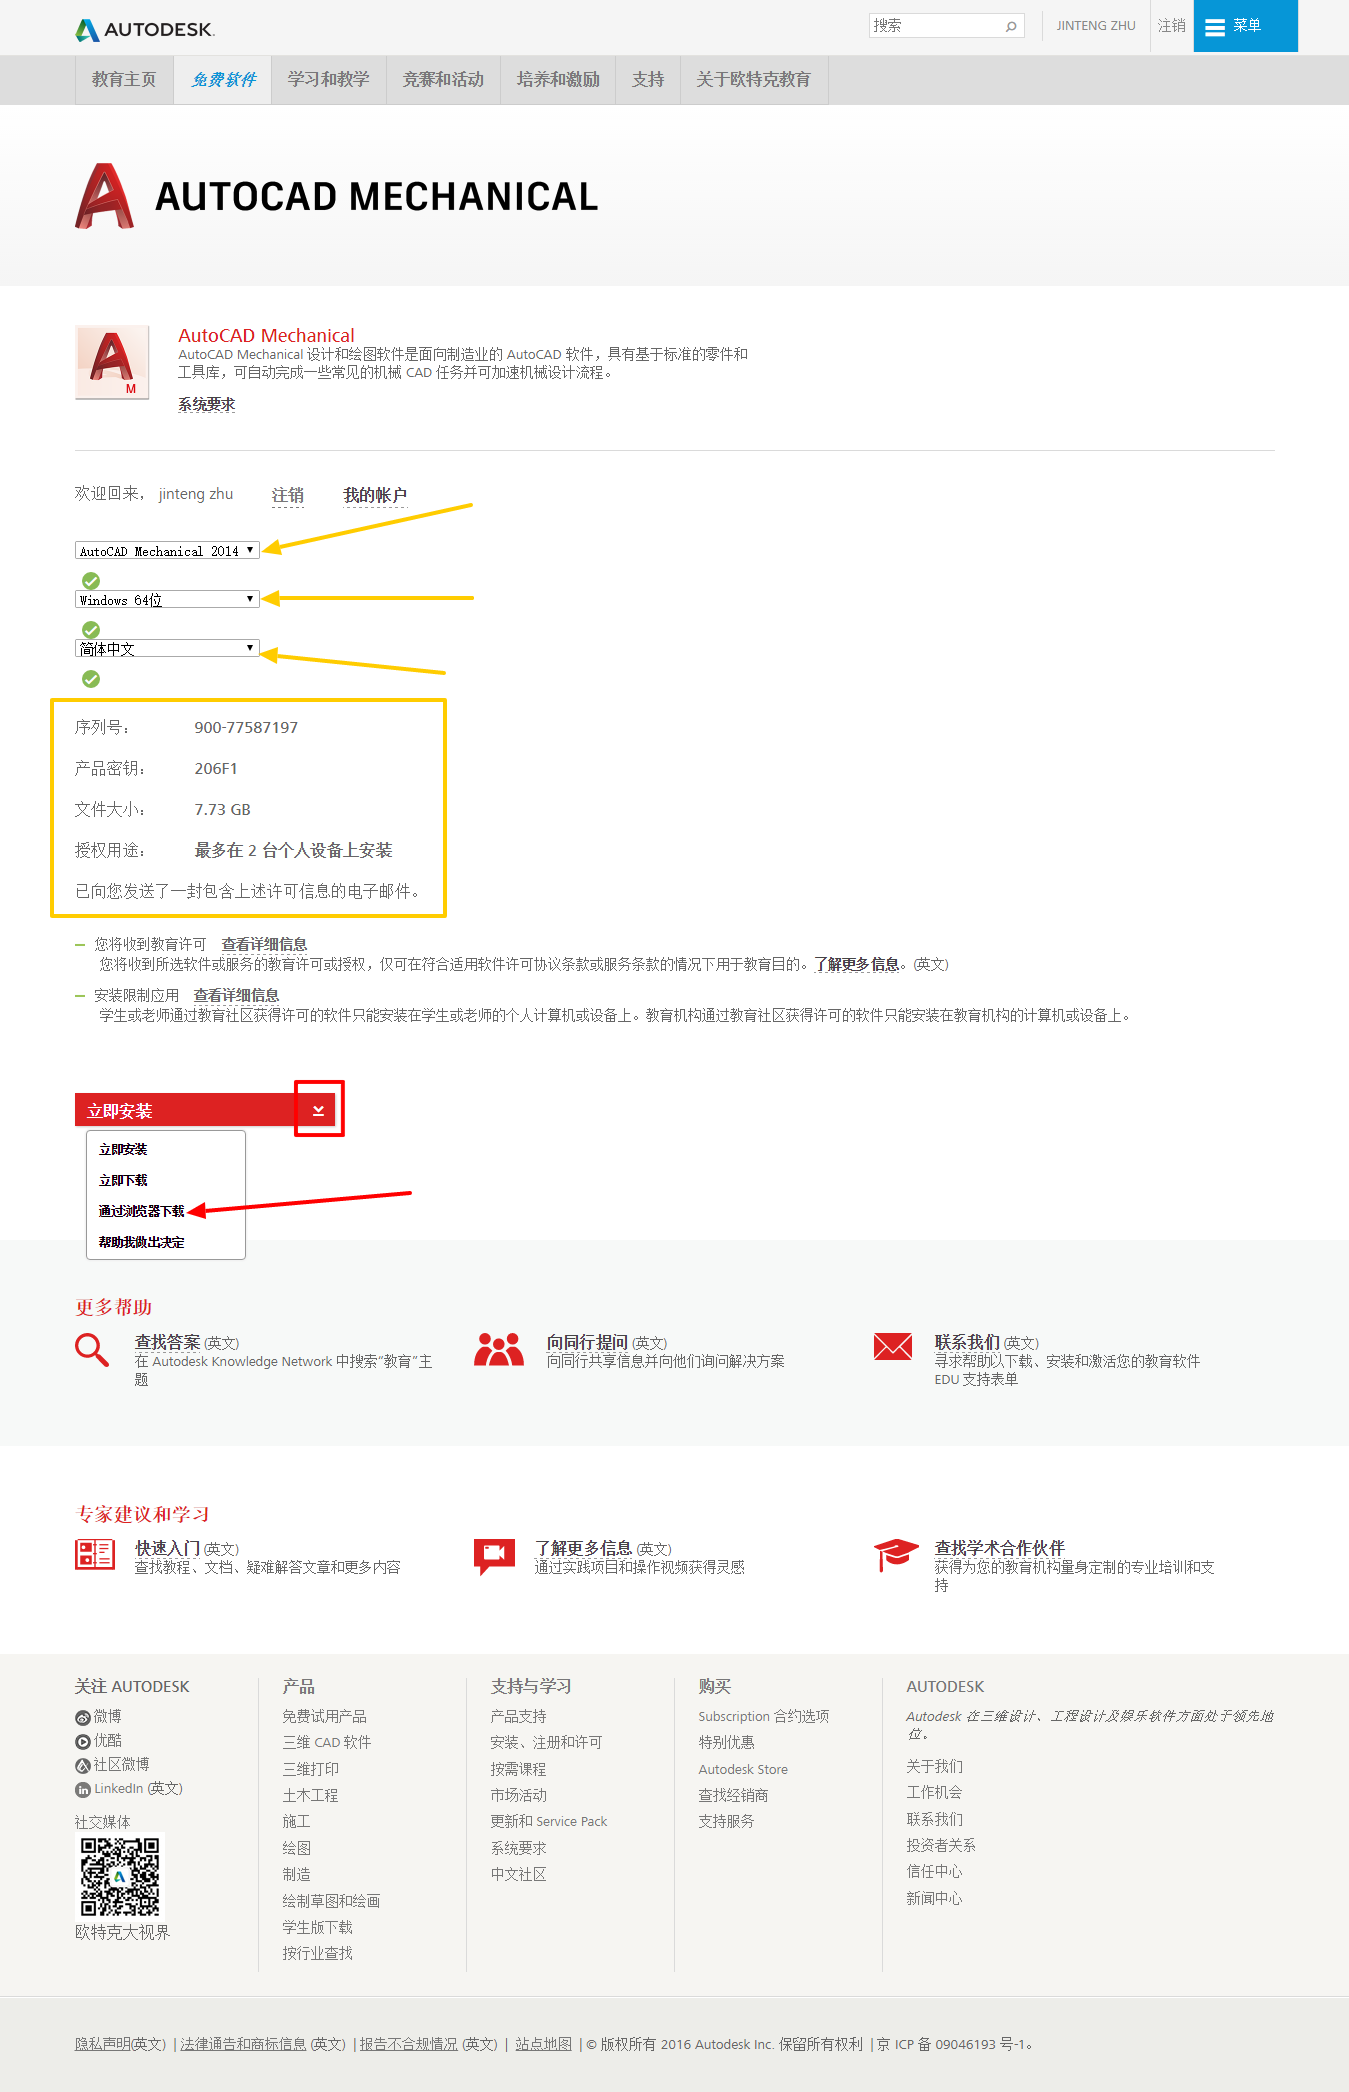 AUTODESK.
搜索
JINTENG ZHU
注销
菜单
教育主页
免费软件
学习和教学
竞赛和活动
培养和激励
支持
关于欧特克教育
AUTOCAD MECHANICAL
AutoCAD Mechanical
AutoCAD Mechanical 设计和绘图软件是面向制造业的 AutoCAD 软件，具有基于标准的零件和
工具库，可自动完成一些常见的机械 CAD 任务并可加速机械设计流程。
M
系统要求
欢迎回来， jinteng zhu 注销 我的帐户
AutoCAD Mechanical 2014
Windows 64位
简体中文
序列号： 900-77587197
产品密钥： 206F1
文件大小： 7.73 GB
授权用途： 最多在 2 台个人设备上安装
已向您发送了一封包含上述许可信息的电子邮件。
您将收到教育许可 查看详细信息
您将收到所选软件或服务的教育许可或授权，仅可在符合适用软件许可协议条款或服务条款的情况下用于教育目的。了解更多信息。(英文)
安装限制应用 查看详细信息
学生或老师通过教育社区获得许可的软件只能安装在学生或老师的个人计算机或设备上。教育机构通过教育社区获得许可的软件只能安装在教育机构的计算机或设备上。
立即安装
立即安装
立即下载
通过浏览器下载
帮助我做出决定
更多帮助
查找答案 (英文)
在 Autodesk Knowledge Network 中搜索"教育"主
题
向同行提问 (英文)
向同行共享信息并向他们询问解决方案
联系我们 (英文)
寻求帮助以下载、安装和激活您的教育软件
EDU 支持表单
专家建议和学习
快速入门 (英文)
查找教程、文档、疑难解答文章和更多内容
了解更多信息 (英文)
通过实践项目和操作视频获得灵感
查找学术合作伙伴
获得为您的教育机构量身定制的专业培训和支
持
关注 AUTODESK
微博
优酷
社区微博
LinkedIn (英文)
社交媒体
欧特克大视界
产品
免费试用产品
三维 CAD 软件
三维打印
土木工程
施工
绘图
制造
绘制草图和绘画
学生版下载
按行业查找
支持与学习
产品支持
安装、注册和许可
按需课程
市场活动
更新和 Service Pack
系统要求
中文社区
购买
Subscription 合约选项
特别优惠
Autodesk Store
查找经销商
支持服务
AUTODESK
Autodesk 在三维设计、工程设计及娱乐软件方面处于领先地
位。
关于我们
工作机会
联系我们
投资者关系
信任中心
新闻中心
隐私声明(英文) | 法律通告和商标信息 (英文) | 报告不合规情况 (英文) | 站点地图 | © 版权所有 2016 Autodesk Inc. 保留所有权利 | 京 ICP 备 09046193 号-1。